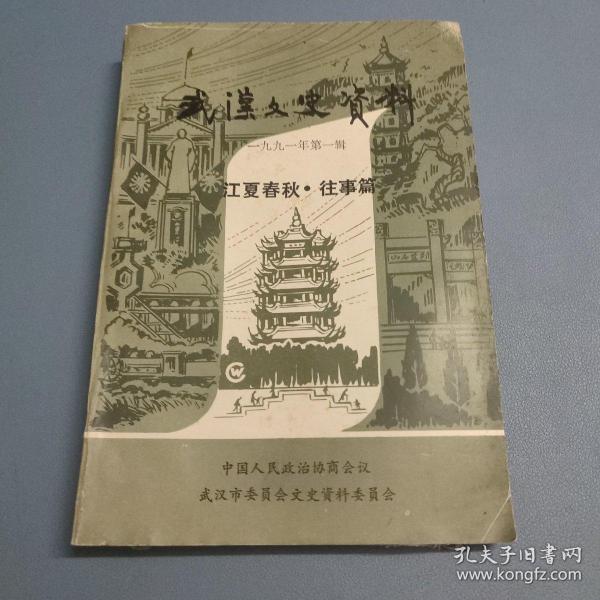 武漢文史資料
一九九一年第一辑
江夏春秋·往事篇
中国人民政治协商会议
武汉市委员会文史资料委员会
孔夫子旧书网
www.kongfz.com